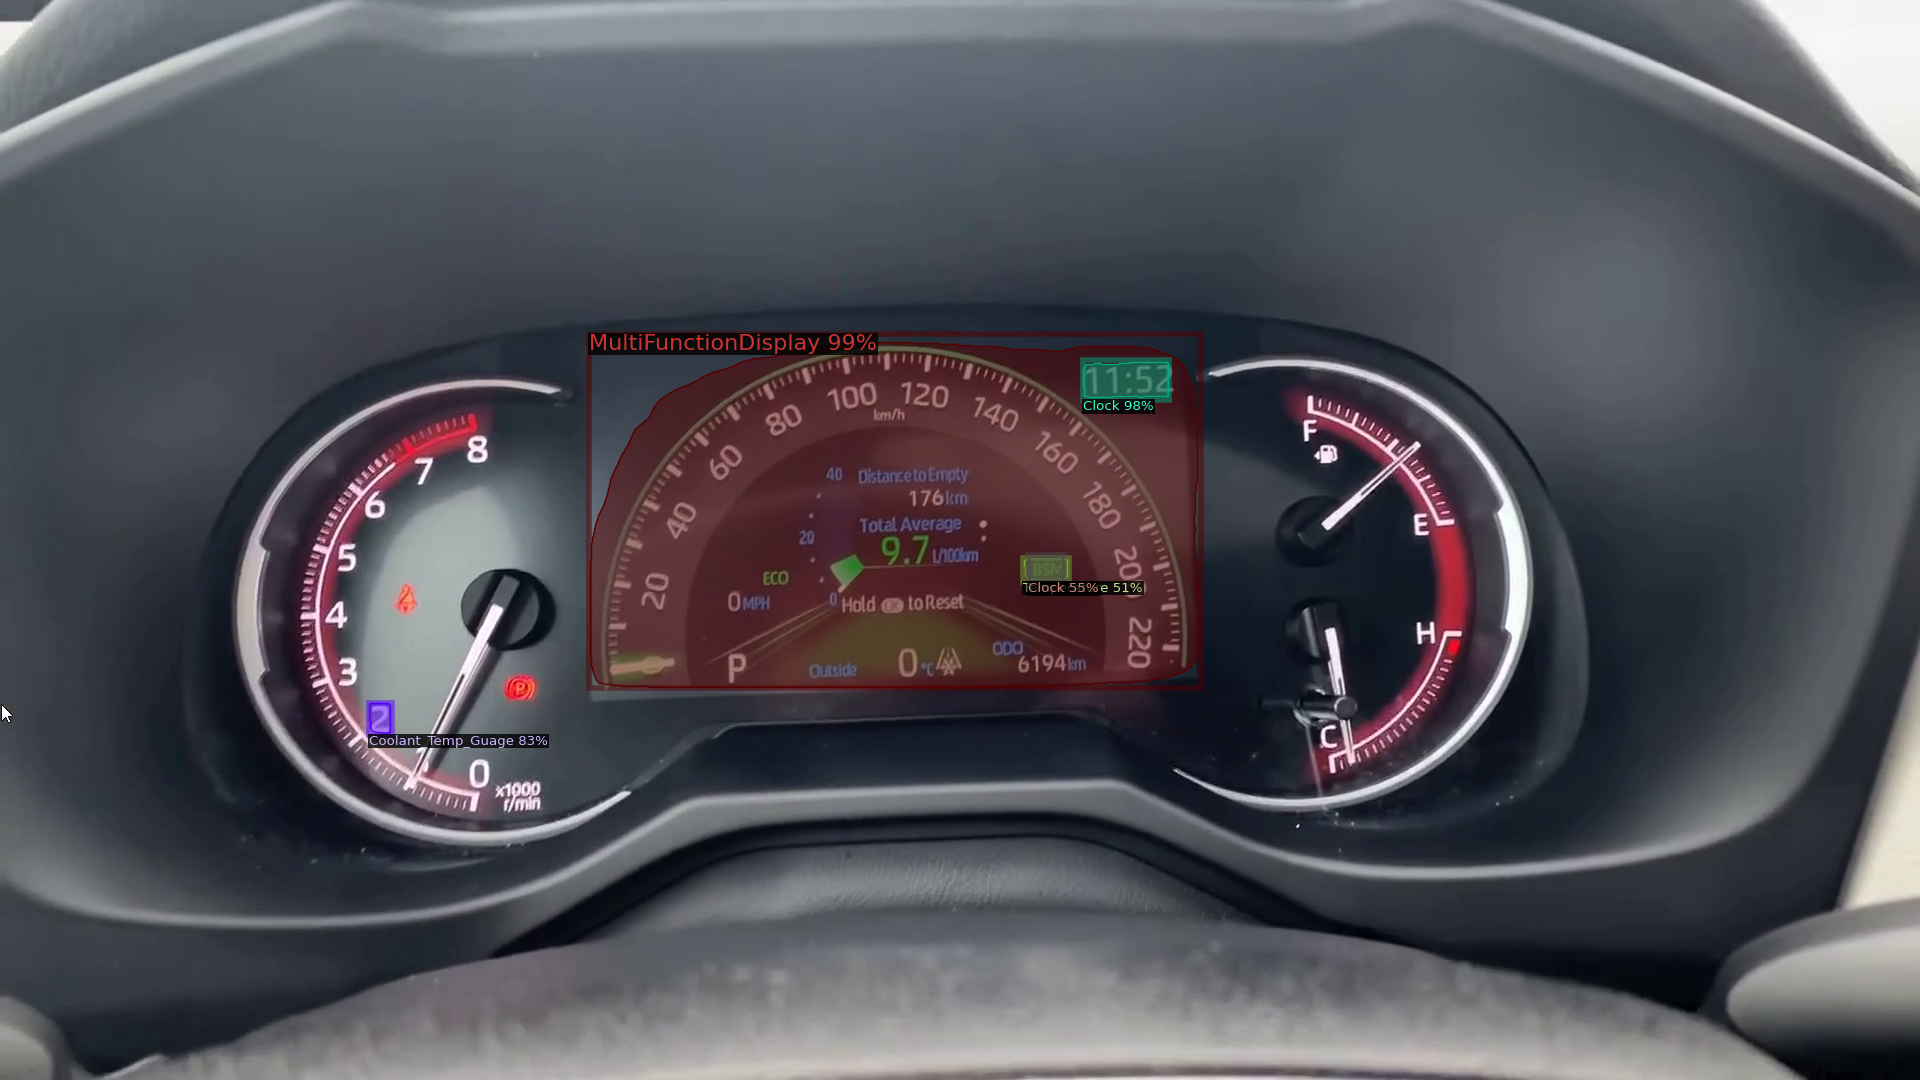 MultiFunctionDisplay 99%
11:52
Clock 98%
8
7
6
5
4
3
2
Coolant_Temp_Guage 83%
0
x1000
r/min
20
40
60
80
100
120
140
160
180
200
220
km/h
40
20
0
Distance to Empty
176 km
Total Average
9.7 L/100km
ECO
0 MPH
Hold OK to Reset
BSM
Clock 55%
e 51%
P
Outside 0 °C
ODO
6194 km
F
E
H
C
(P)